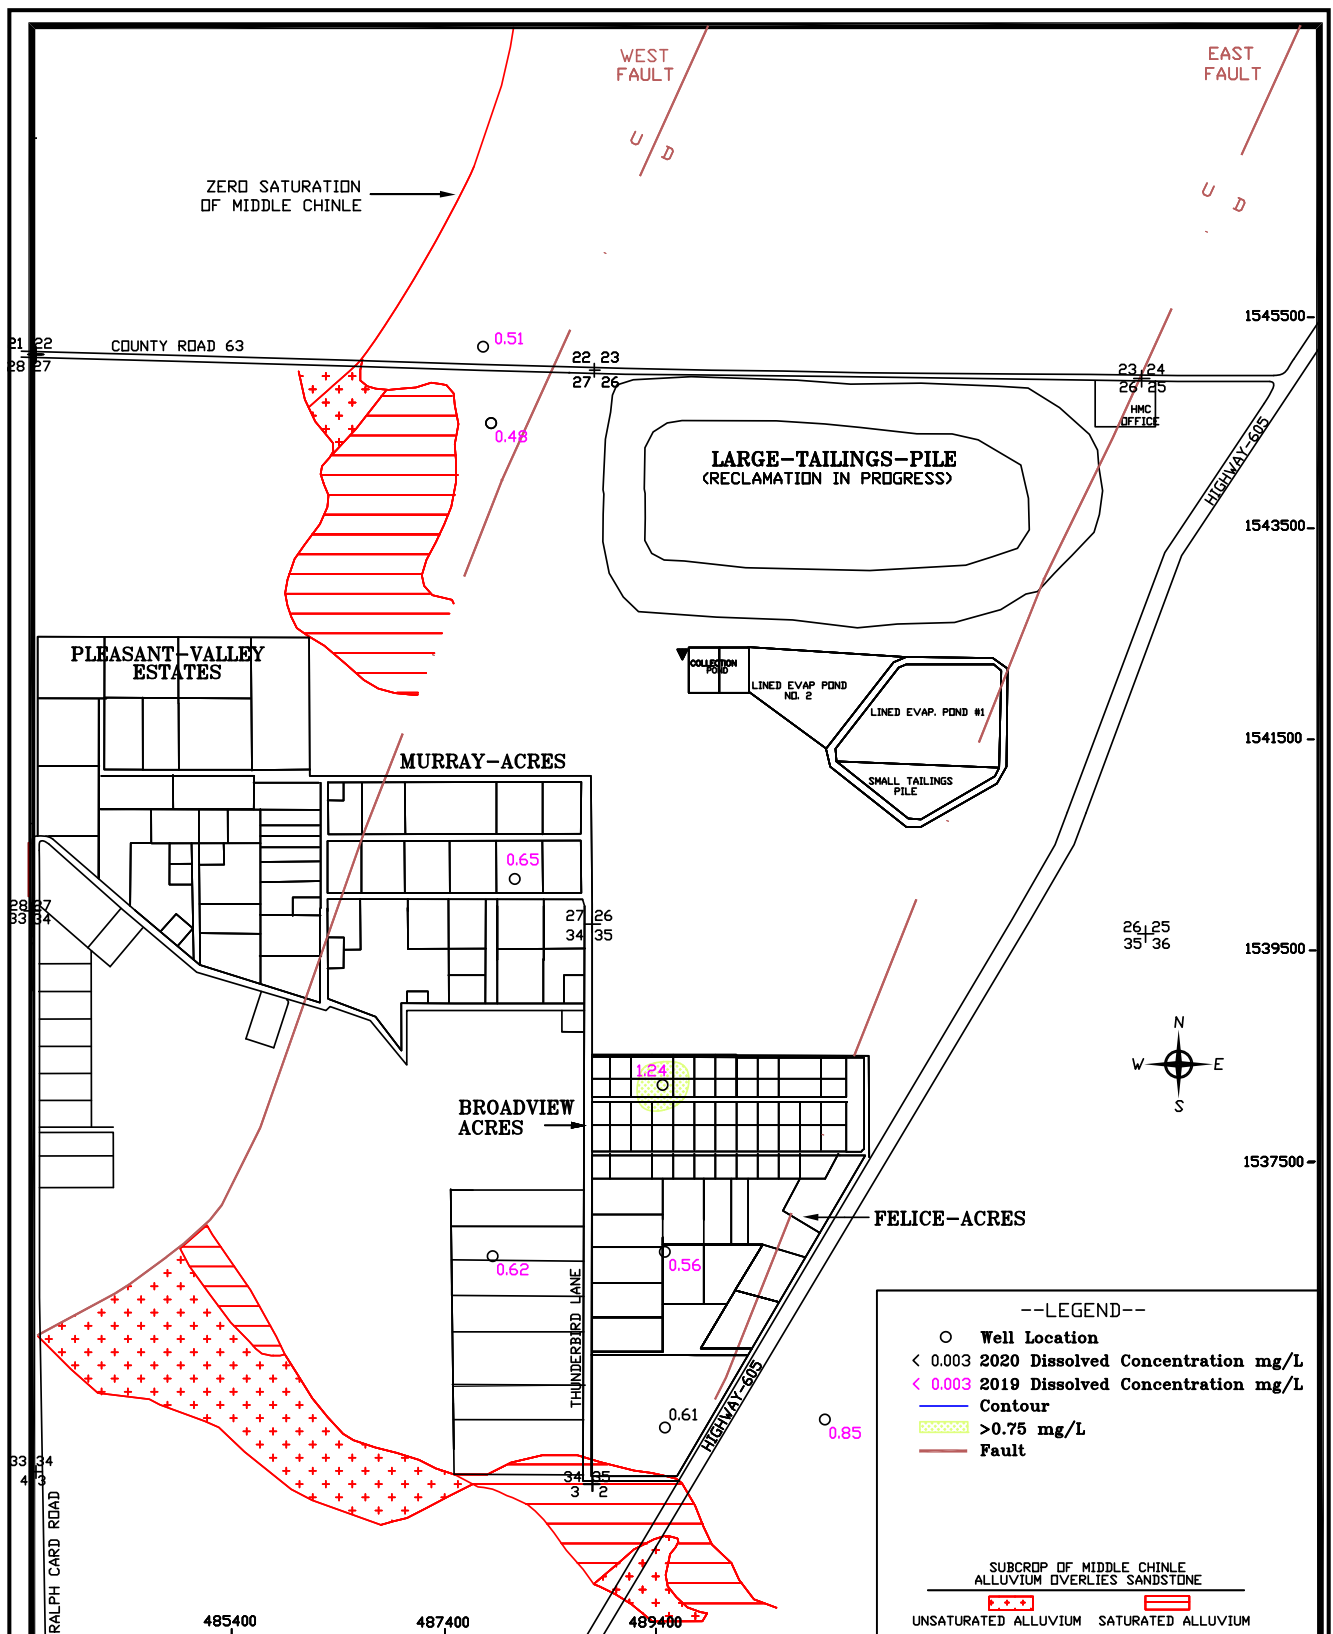 WEST
FAULT
EAST
FAULT
U D
U D
ZERO SATURATION
OF MIDDLE CHINLE
1545500
21 22
28 27
COUNTY ROAD 63
0.51
22 23
27 26
23 24
26 25
HMC
OFFICE
0.48
HIGHWAY-605
LARGE-TAILINGS-PILE
(RECLAMATION IN PROGRESS)
1543500
PLEASANT-VALLEY
ESTATES
COLLECTION
POND
LINED EVAP POND
NO. 2
LINED EVAP. POND #1
1541500
MURRAY-ACRES
SMALL TAILINGS
PILE
0.65
28 27
33 34
27 26
34 35
26 25
35 36
1539500
N
W E
S
1.24
BROADVIEW
ACRES
1537500
FELICE-ACRES
0.62
0.56
THUNDERBIRD LANE
--LEGEND--
Well Location
< 0.003 2020 Dissolved Concentration mg/L
< 0.003 2019 Dissolved Concentration mg/L
Contour
>0.75 mg/L
Fault
HIGHWAY-605
0.61
0.85
33 34
4 3
34 35
3 2
RALPH CARD ROAD
SUBCROP OF MIDDLE CHINLE
ALLUVIUM OVERLIES SANDSTONE
UNSATURATED ALLUVIUM SATURATED ALLUVIUM
485400
487400
489400